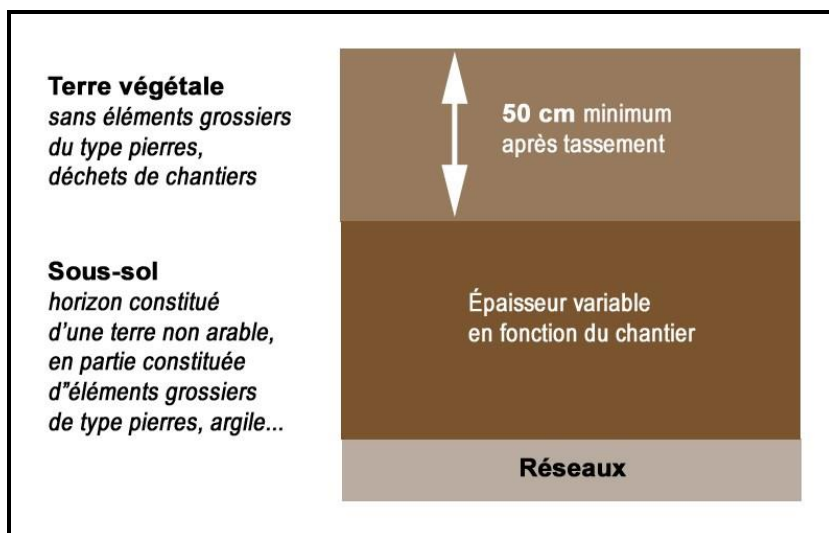 Terre végétale
sans éléments grossiers
du type pierres,
déchets de chantiers
50 cm minimum
après tassement
Sous-sol
horizon constitué
d'une terre non arable,
en partie constituée
d"éléments grossiers
de type pierres, argile...
Épaisseur variable
en fonction du chantier
Réseaux